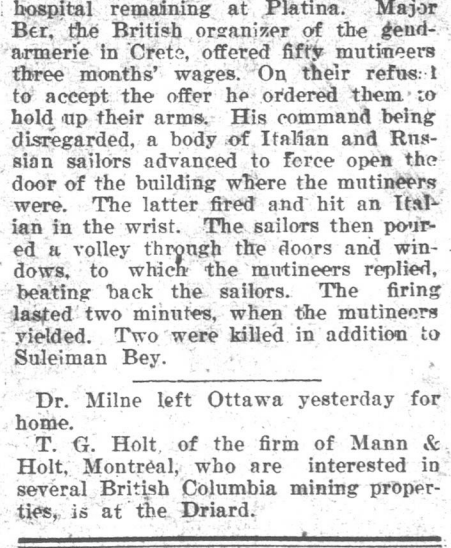 hospital remaining at Platina. Major
Ber, the British organizer of the gend-
armerie in Crete, offered fifty mutineers
three months' wages. On their refusal
to accept the offer he ordered them to
hold up their arms. His command being
disregarded, a body of Italian and Rus-
sian sailors advanced to force open the
door of the building where the mutineers
were. The latter fired and hit an Ital-
ian in the wrist. The sailors then pour-
ed a volley through the doors and win-
dows, to which the mutineers replied,
beating back the sailors. The firing
lasted two minutes, when the mutineers
yielded. Two were killed in addition to
Suleiman Bey.
Dr. Milne left Ottawa yesterday for
home.
T. G. Holt, of the firm of Mann &
Holt, Montreal, who are interested in
several British Columbia mining proper-
ties, is at the Driard.